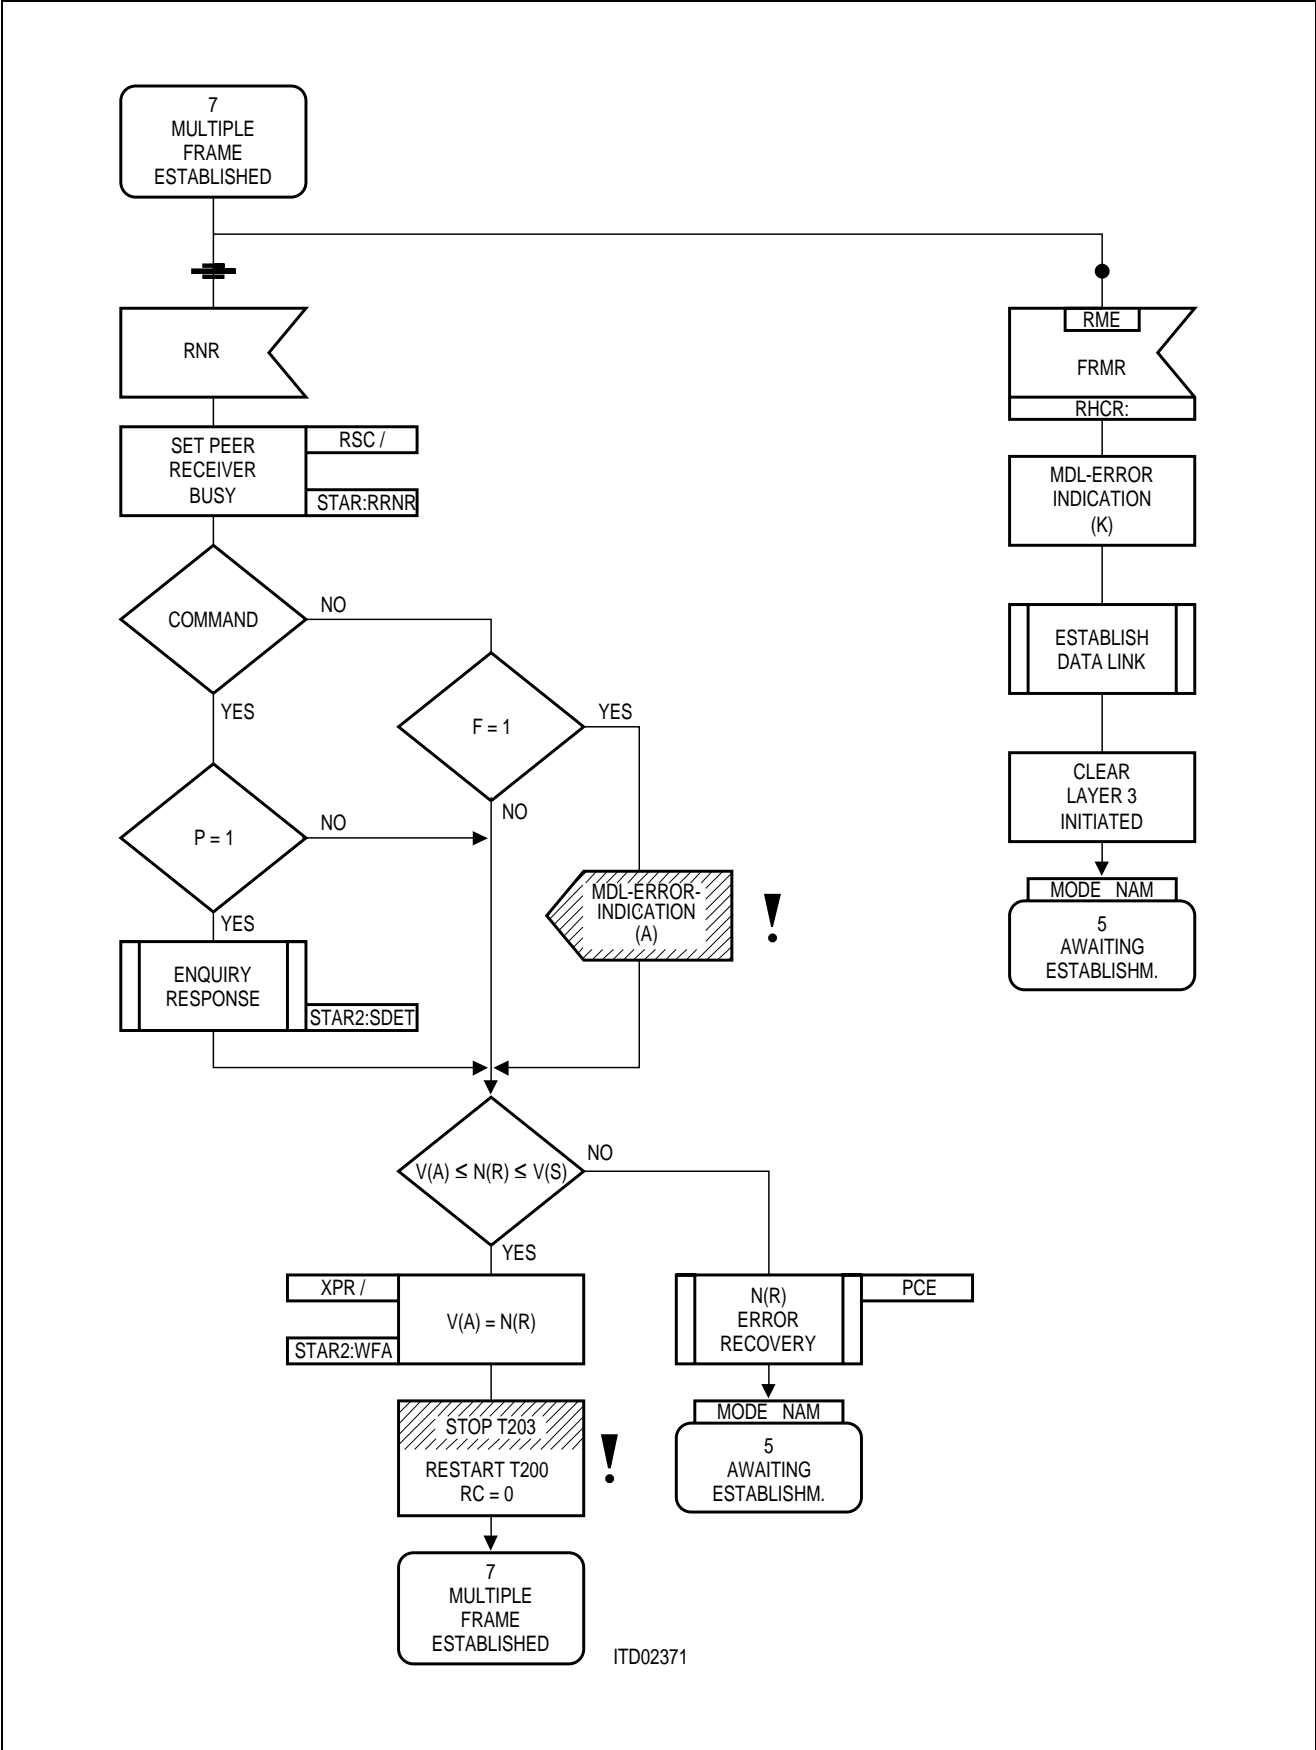 7
MULTIPLE
FRAME
ESTABLISHED
RNR
RME
FRMR
RHCR:
SET PEER
RECEIVER
BUSY
RSC /
STAR:RRNR
MDL-ERROR
INDICATION
(K)
COMMAND
NO
YES
ESTABLISH
DATA LINK
F = 1
YES
NO
P = 1
NO
YES
CLEAR
LAYER 3
INITIATED
MDL-ERROR-
INDICATION
(A)
!
MODE NAM
5
AWAITING
ESTABLISHM.
ENQUIRY
RESPONSE
STAR2:SDET
V(A) ≤ N(R) ≤ V(S)
NO
YES
XPR /
STAR2:WFA
V(A) = N(R)
N(R)
ERROR
RECOVERY
PCE
STOP T203
RESTART T200
RC = 0
!
MODE NAM
5
AWAITING
ESTABLISHM.
7
MULTIPLE
FRAME
ESTABLISHED
ITD02371